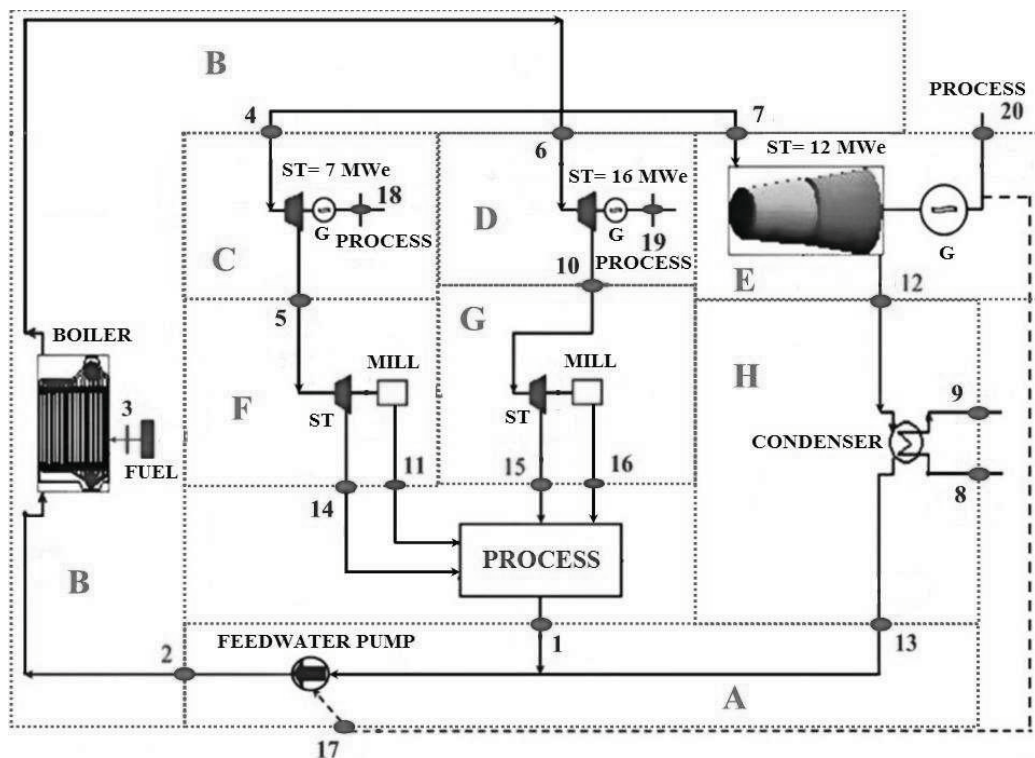 B
PROCESS
20
4
6
7
ST= 7 MWe
ST= 16 MWe
ST= 12 MWe
18
G
PROCESS
C
D
G
19
PROCESS
G
E
5
10
12
BOILER
G
MILL
MILL
H
9
3
F
ST
ST
CONDENSER
FUEL
11
15
16
8
14
PROCESS
B
FEEDWATER PUMP
2
1
13
A
17